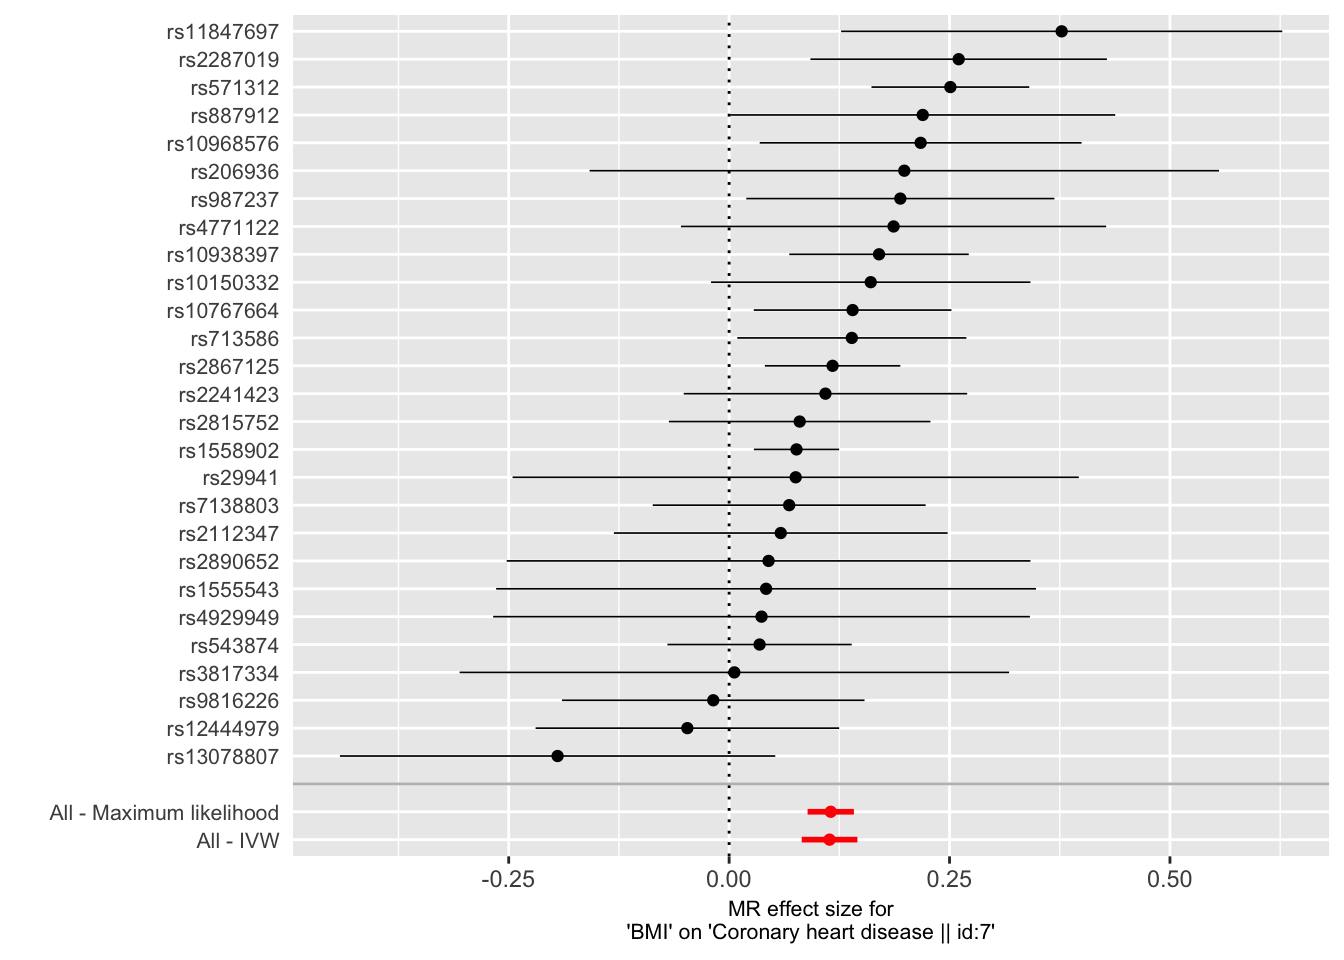 rs11847697
rs2287019
rs571312
rs887912
rs10968576
rs206936
rs987237
rs4771122
rs10938397
rs10150332
rs10767664
rs713586
rs2867125
rs2241423
rs2815752
rs1558902
rs29941
rs7138803
rs2112347
rs2890652
rs1555543
rs4929949
rs543874
rs3817334
rs9816226
rs12444979
rs13078807
All - Maximum likelihood
All - IVW
-0.25 0.00 0.25 0.50
MR effect size for
'BMI' on 'Coronary heart disease || id:7'